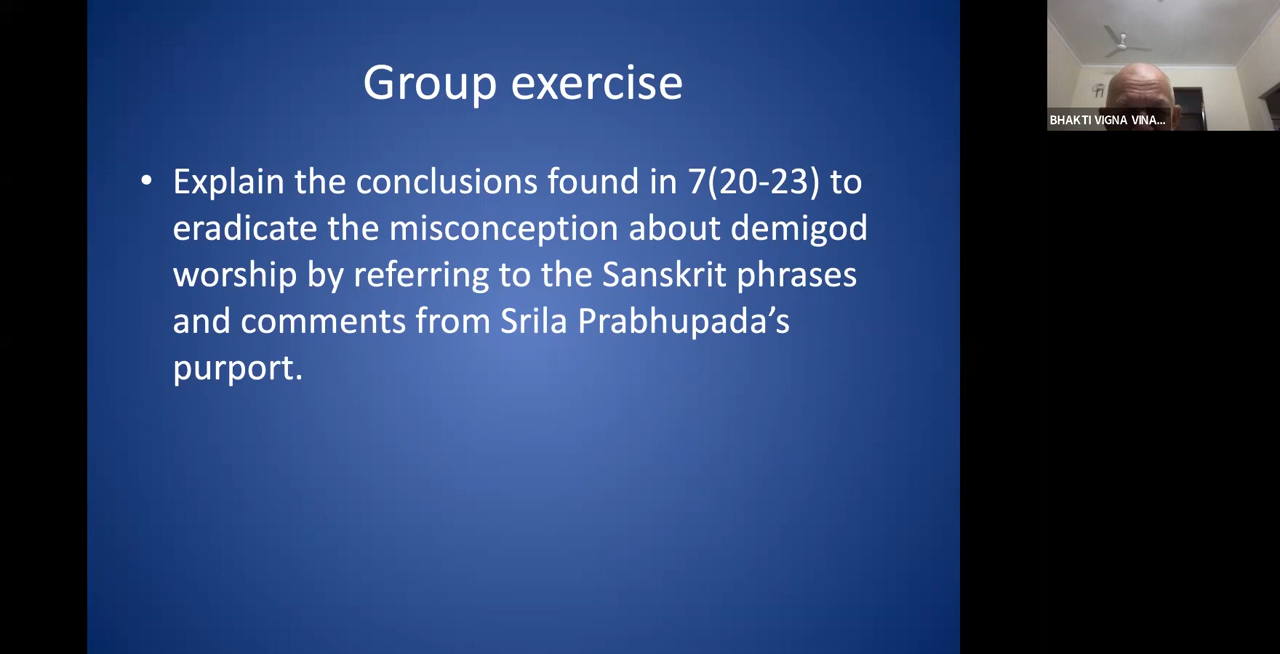 Group exercise
• Explain the conclusions found in 7(20-23) to
eradicate the misconception about demigod
worship by referring to the Sanskrit phrases
and comments from Srila Prabhupada’s
purport.
BHAKTI VIGNA VINA...